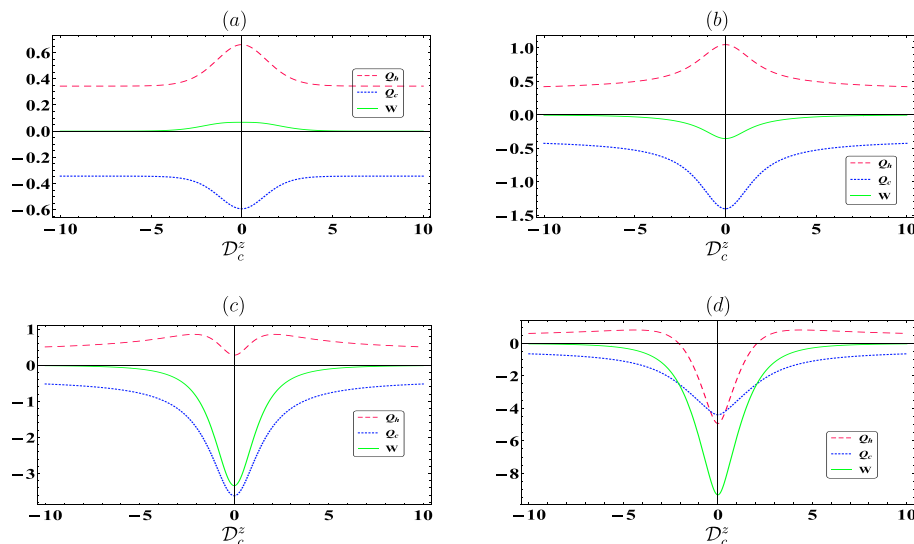 (a)
0.6
0.4
0.2
0.0
−0.2
−0.4
−0.6
Q_h
Q_c
W
−10 −5 0 5 10
𝒟_c^z
(b)
1.0
0.5
0.0
−0.5
−1.0
−1.5
Q_h
Q_c
W
−10 −5 0 5 10
𝒟_c^z
(c)
1
0
−1
−2
−3
Q_h
Q_c
W
−10 −5 0 5 10
𝒟_c^z
(d)
0
−2
−4
−6
−8
Q_h
Q_c
W
−10 −5 0 5 10
𝒟_c^z